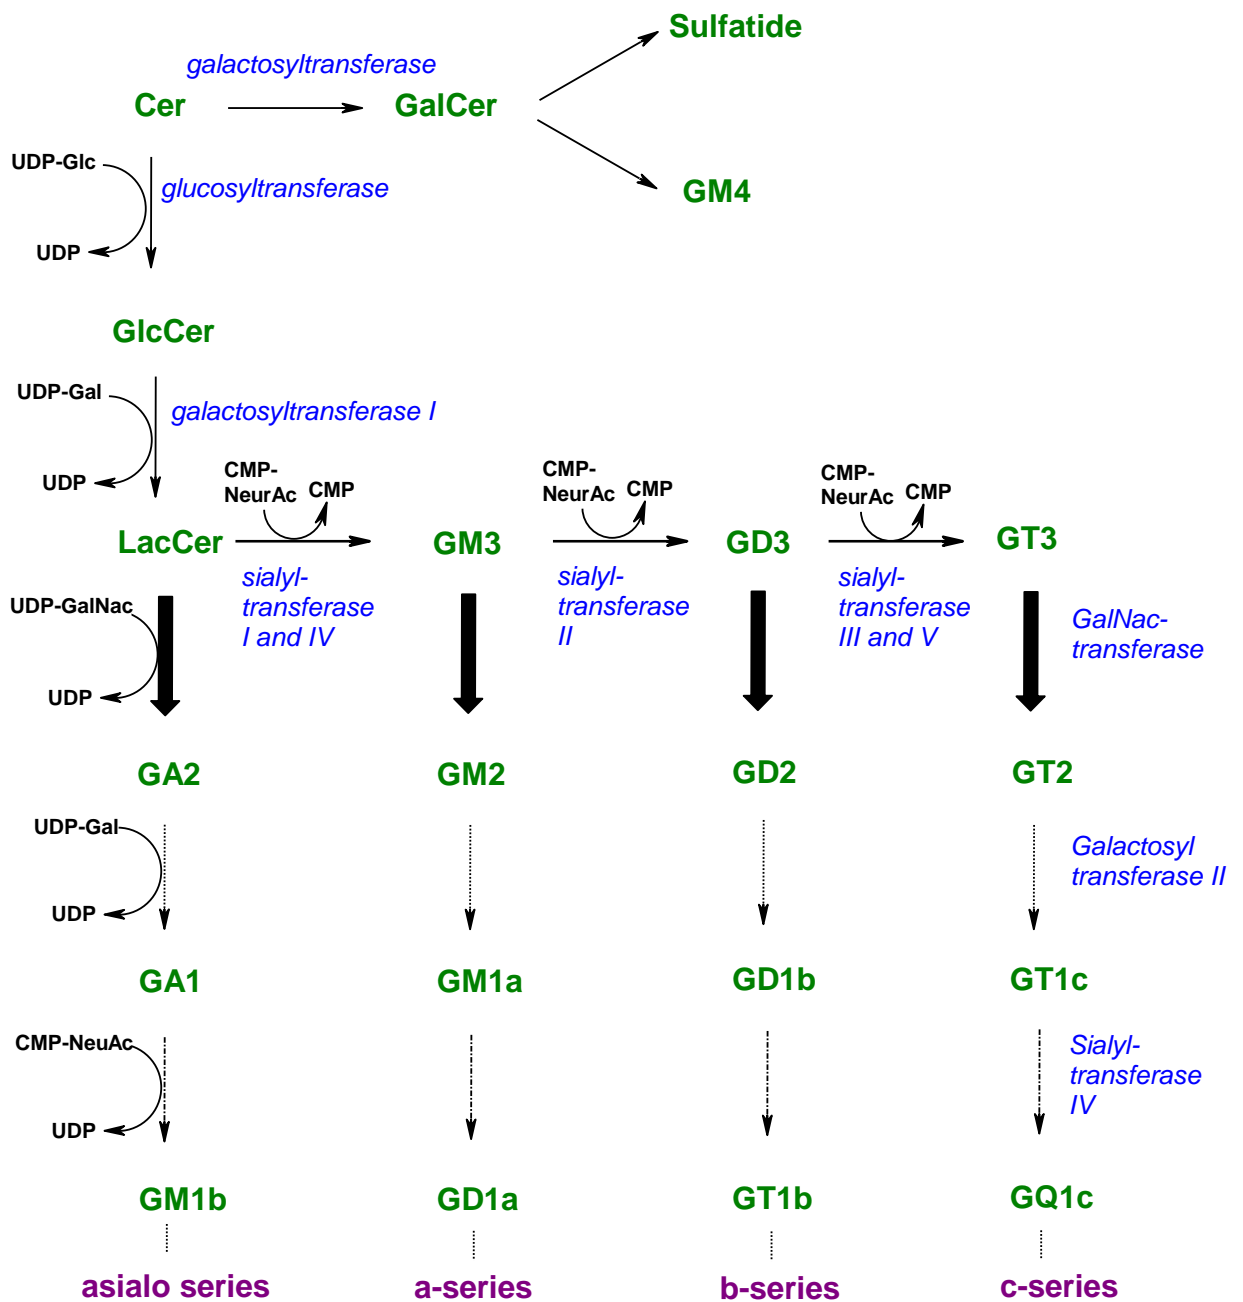 Sulfatide
galactosyltransferase
Cer
GalCer
UDP-Glc
glucosyltransferase
GM4
UDP
GlcCer
UDP-Gal
galactosyltransferase I
UDP
CMP-
NeurAc
CMP
CMP-
NeurAc
CMP
CMP-
NeurAc
CMP
LacCer
GM3
GD3
GT3
sialyl-
transferase
I and IV
sialyl-
transferase
II
sialyl-
transferase
III and V
UDP-GalNac
GalNac-
transferase
UDP
GA2
GM2
GD2
GT2
UDP-Gal
Galactosyl
transferase II
UDP
GA1
GM1a
GD1b
GT1c
CMP-NeuAc
Sialyl-
transferase
IV
UDP
GM1b
GD1a
GT1b
GQ1c
asialo series
a-series
b-series
c-series